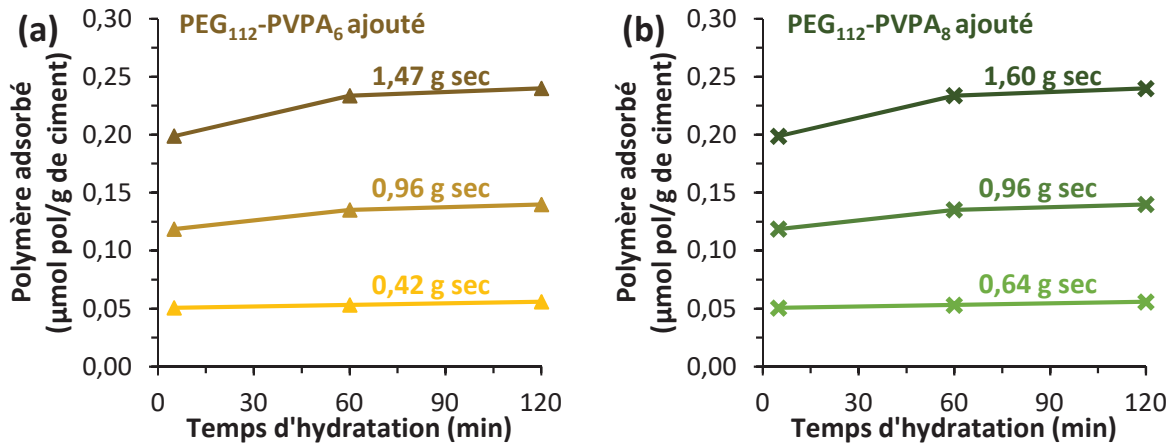 (a)
PEG₁₁₂-PVPA₆ ajouté
Polymère adsorbé
(µmol pol/g de ciment)
0,30
0,25
0,20
0,15
0,10
0,05
0,00
1,47 g sec
0,96 g sec
0,42 g sec
0
30
60
90
120
Temps d'hydratation (min)
(b)
PEG₁₁₂-PVPA₈ ajouté
Polymère adsorbé
(µmol pol/g de ciment)
0,30
0,25
0,20
0,15
0,10
0,05
0,00
1,60 g sec
0,96 g sec
0,64 g sec
0
30
60
90
120
Temps d'hydratation (min)